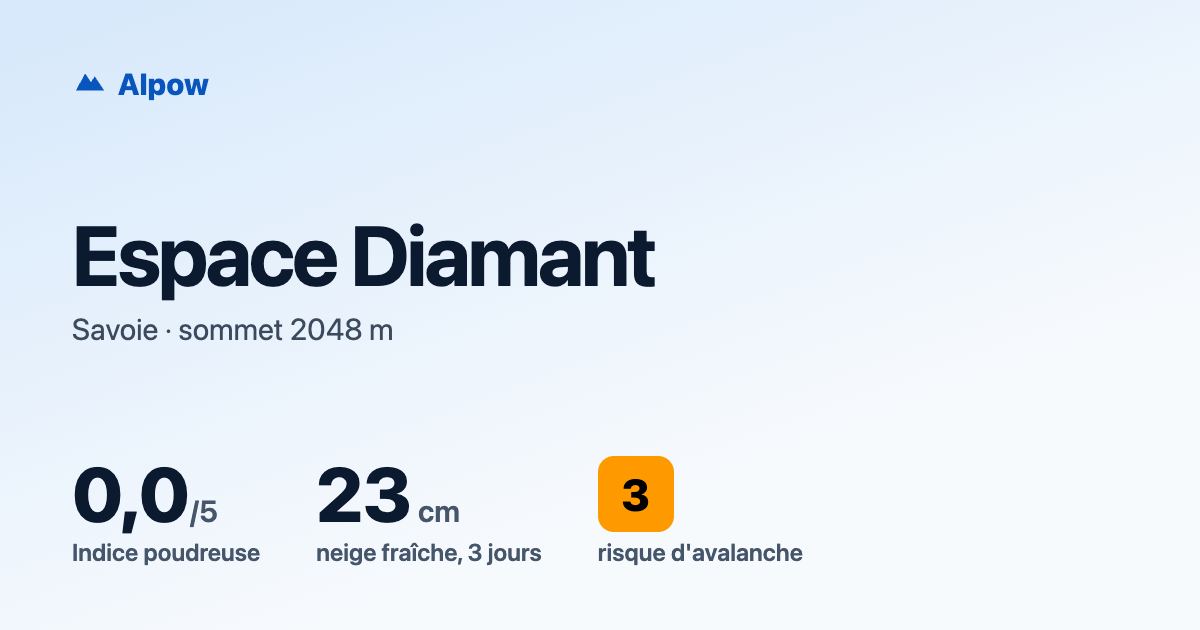 Alpow
Espace Diamant
Savoie · sommet 2048 m
0,0/5
Indice poudreuse
23 cm
neige fraîche, 3 jours
3
risque d'avalanche